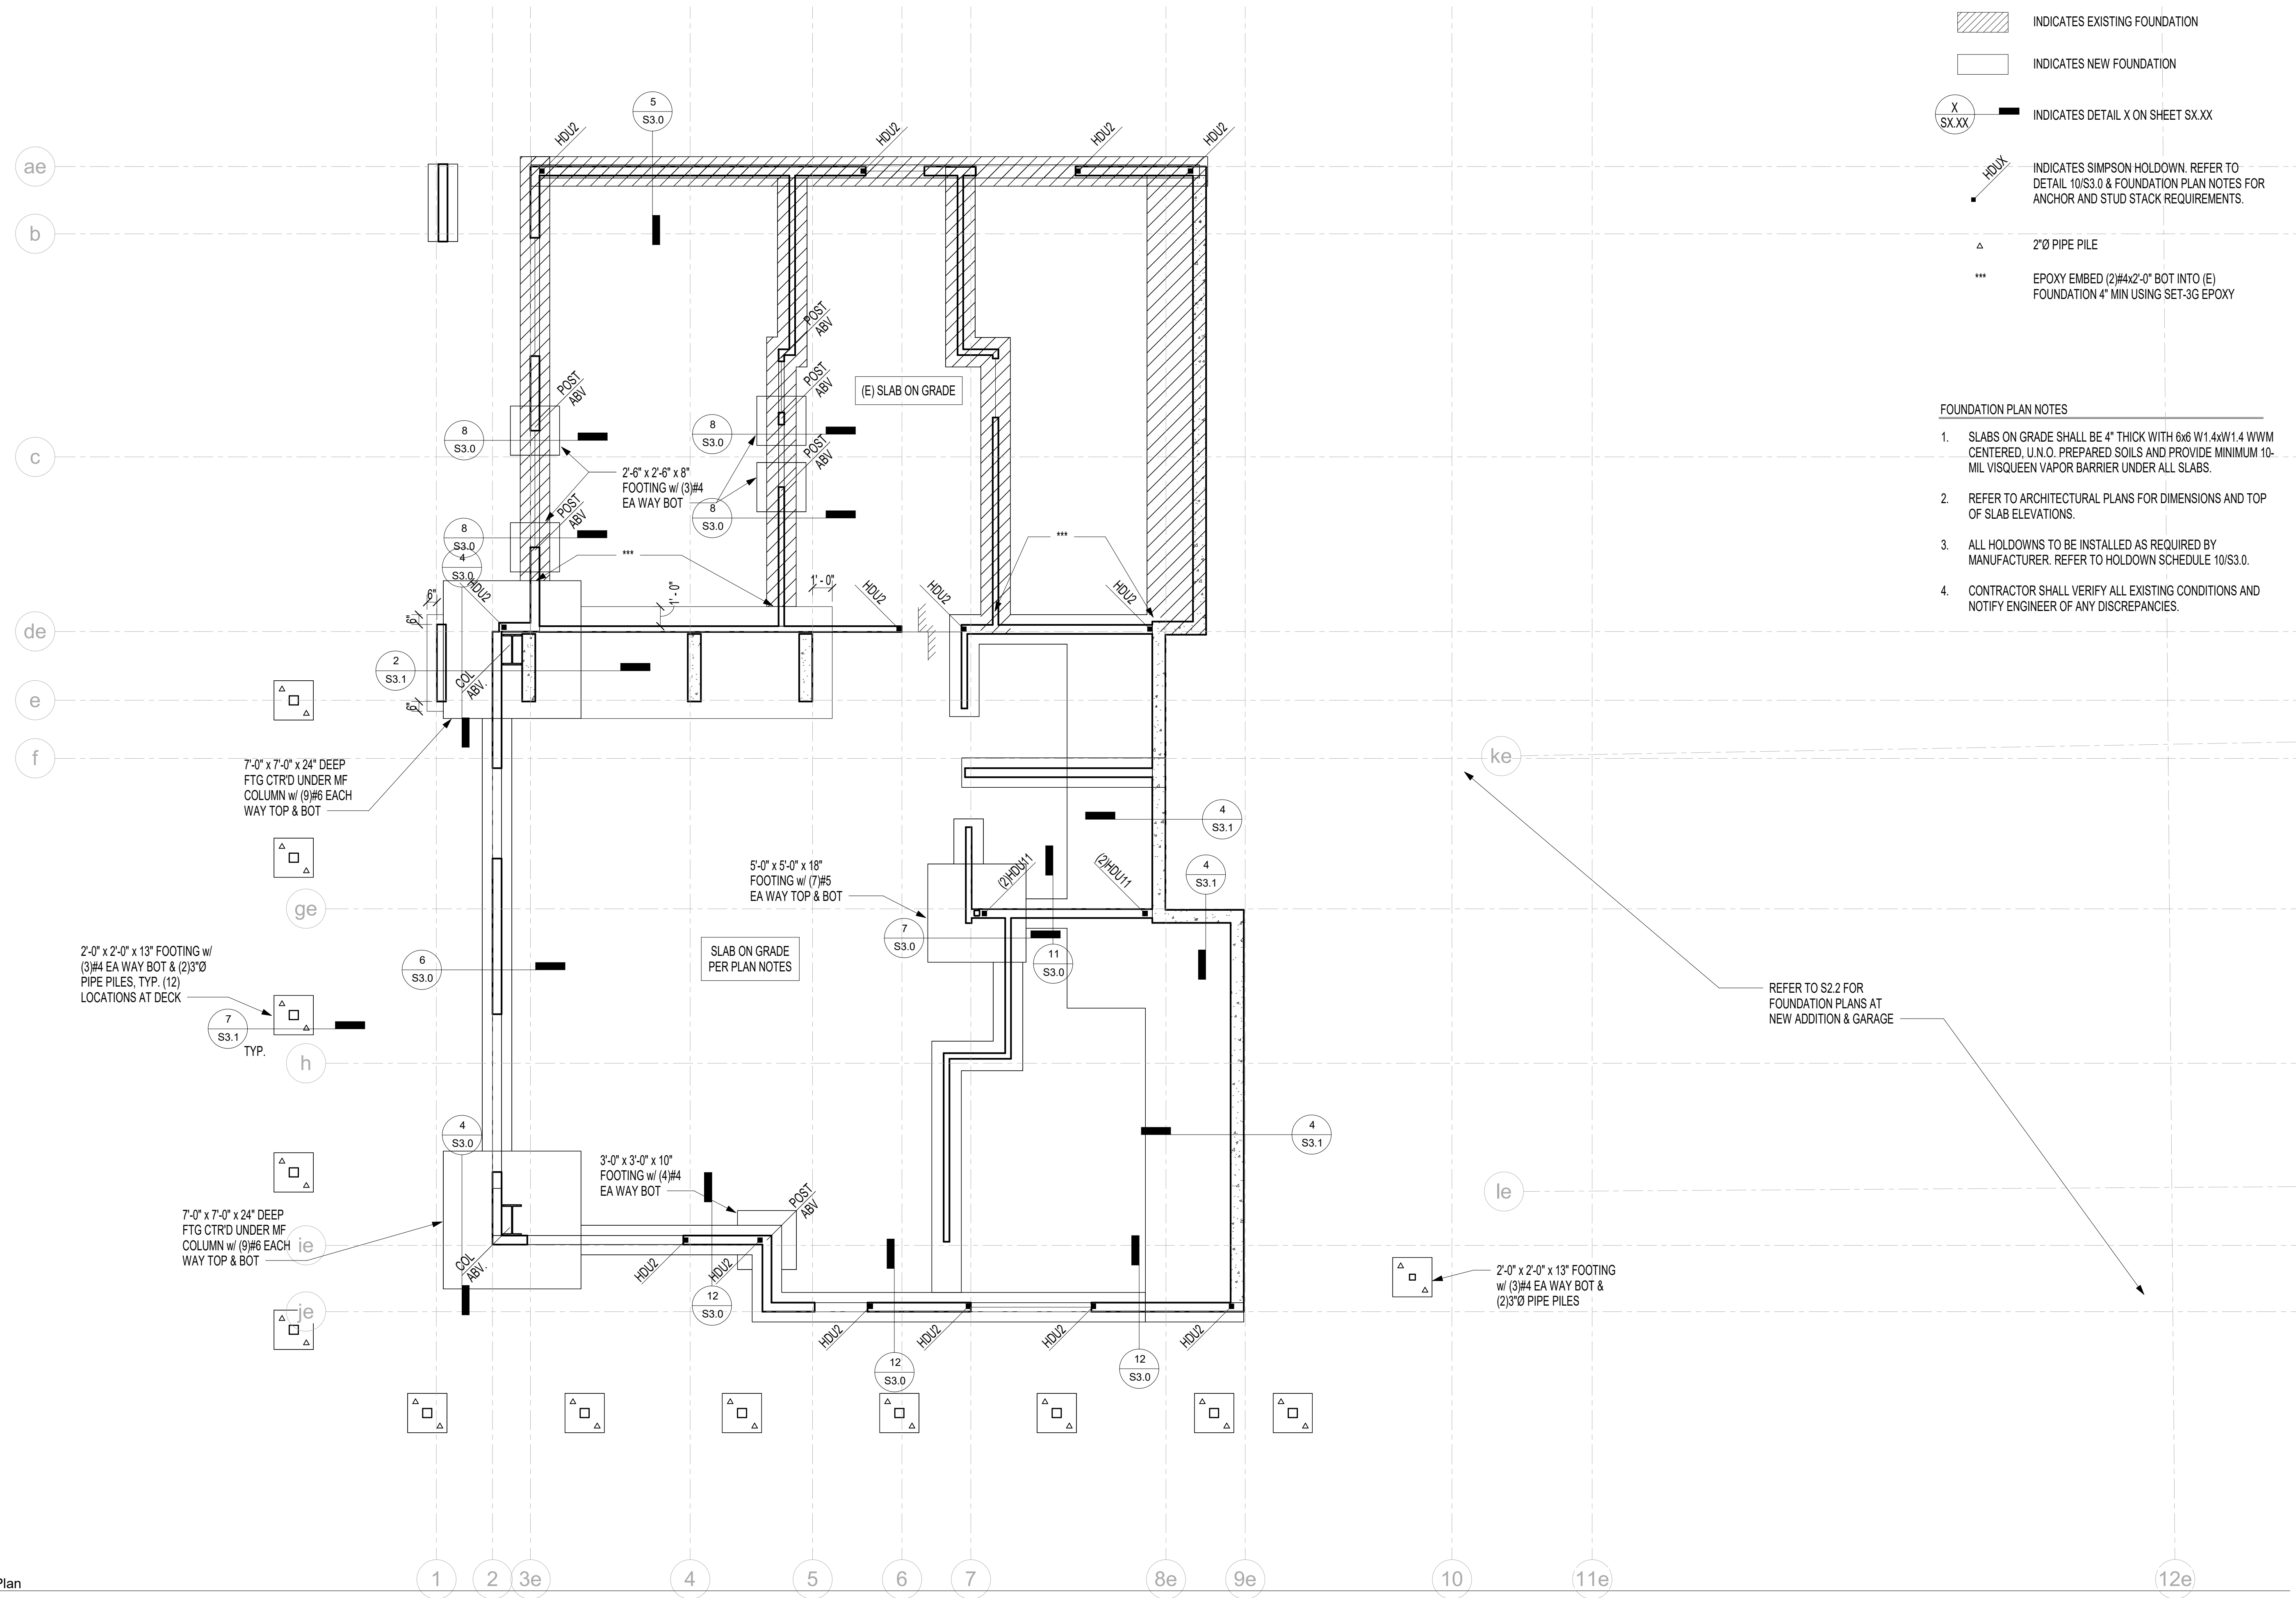 INDICATES EXISTING FOUNDATION
INDICATES NEW FOUNDATION
X
SX.XX
INDICATES DETAIL X ON SHEET SX.XX
HDUX
INDICATES SIMPSON HOLDOWN. REFER TO
DETAIL 10/S3.0 & FOUNDATION PLAN NOTES FOR
ANCHOR AND STUD STACK REQUIREMENTS.
2"Ø PIPE PILE
***
EPOXY EMBED (2)#4x2'-0" BOT INTO (E)
FOUNDATION 4" MIN USING SET-3G EPOXY
FOUNDATION PLAN NOTES
1. SLABS ON GRADE SHALL BE 4" THICK WITH 6x6 W1.4xW1.4 WWM
CENTERED, U.N.O. PREPARED SOILS AND PROVIDE MINIMUM 10-
MIL VISQUEEN VAPOR BARRIER UNDER ALL SLABS.
2. REFER TO ARCHITECTURAL PLANS FOR DIMENSIONS AND TOP
OF SLAB ELEVATIONS.
3. ALL HOLDOWNS TO BE INSTALLED AS REQUIRED BY
MANUFACTURER. REFER TO HOLDOWN SCHEDULE 10/S3.0.
4. CONTRACTOR SHALL VERIFY ALL EXISTING CONDITIONS AND
NOTIFY ENGINEER OF ANY DISCREPANCIES.
5
S3.0
HDU2
HDU2
HDU2
HDU2
ae
b
POST
ABV
POST
ABV
POST
ABV
(E) SLAB ON GRADE
8
S3.0
8
S3.0
POST
ABV
c
2'-6" x 2'-6" x 8"
FOOTING w/ (3)#4
EA WAY BOT
POST
ABV
8
S3.0
8
S3.0
4
S3.0
***
***
HDU2
6"
6"
1' - 0"
1' - 0"
HDU2
HDU2
HDU2
de
2
S3.1
COL
ABV.
6"
e
f
ke
7'-0" x 7'-0" x 24" DEEP
FTG CTR'D UNDER MF
COLUMN w/ (9)#6 EACH
WAY TOP & BOT
4
S3.1
5'-0" x 5'-0" x 18"
FOOTING w/ (7)#5
EA WAY TOP & BOT
(2)HDU11
(2)HDU11
4
S3.1
ge
7
S3.0
11
S3.0
SLAB ON GRADE
PER PLAN NOTES
6
S3.0
2'-0" x 2'-0" x 13" FOOTING w/
(3)#4 EA WAY BOT & (2)3"Ø
PIPE PILES, TYP. (12)
LOCATIONS AT DECK
7
S3.1
TYP.
REFER TO S2.2 FOR
FOUNDATION PLANS AT
NEW ADDITION & GARAGE
h
4
S3.0
4
S3.1
3'-0" x 3'-0" x 10"
FOOTING w/ (4)#4
EA WAY BOT
POST
ABV
le
7'-0" x 7'-0" x 24" DEEP
FTG CTR'D UNDER MF
COLUMN w/ (9)#6 EACH
WAY TOP & BOT
ie
COL
ABV.
HDU2
HDU2
2'-0" x 2'-0" x 13" FOOTING
w/ (3)#4 EA WAY BOT &
(2)3"Ø PIPE PILES
je
12
S3.0
HDU2
HDU2
HDU2
HDU2
12
S3.0
12
S3.0
1
2
3e
4
5
6
7
8e
9e
10
11e
12e
Plan